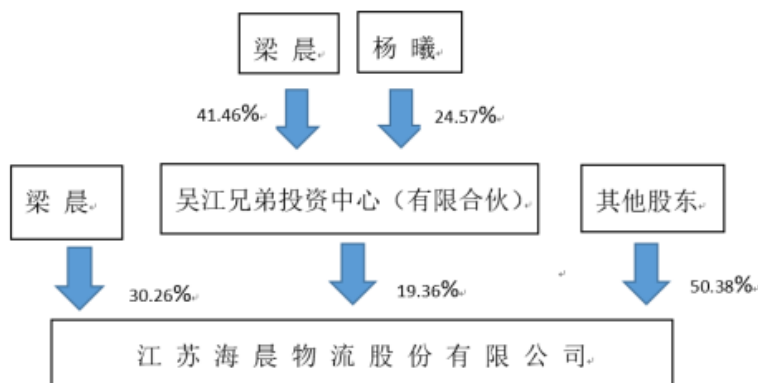 梁 晨 杨 曦
41.46% 24.57%
梁 晨 吴江兄弟投资中心（有限合伙） 其他股东
30.26% 19.36% 50.38%
江 苏 海 晨 物 流 股 份 有 限 公 司